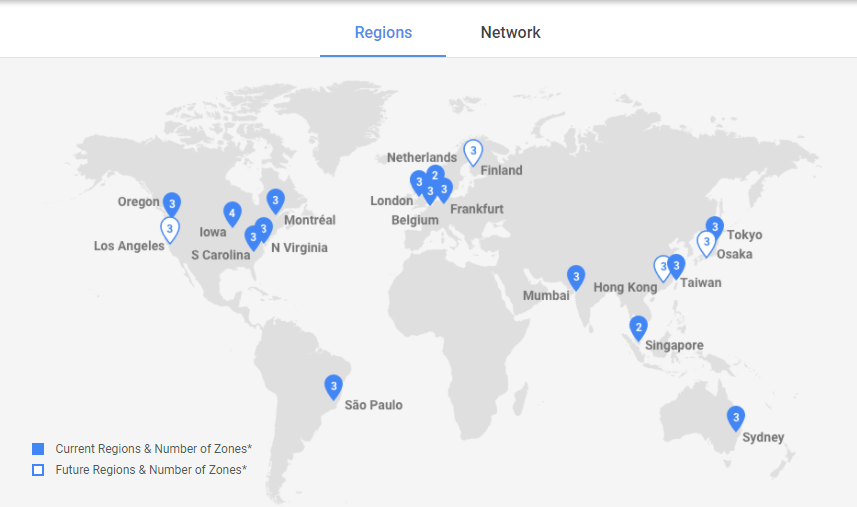 Regions Network
Netherlands
3
Finland
3
2
3
3
3
London
Belgium
Frankfurt
Oregon
3
Los Angeles
3
Iowa
4
3
Montréal
S Carolina
3
3
N Virginia
3
Tokyo
3
Osaka
Hong Kong
3
3
Taiwan
Mumbai
3
2
Singapore
3
São Paulo
3
Sydney
Current Regions & Number of Zones*
Future Regions & Number of Zones*